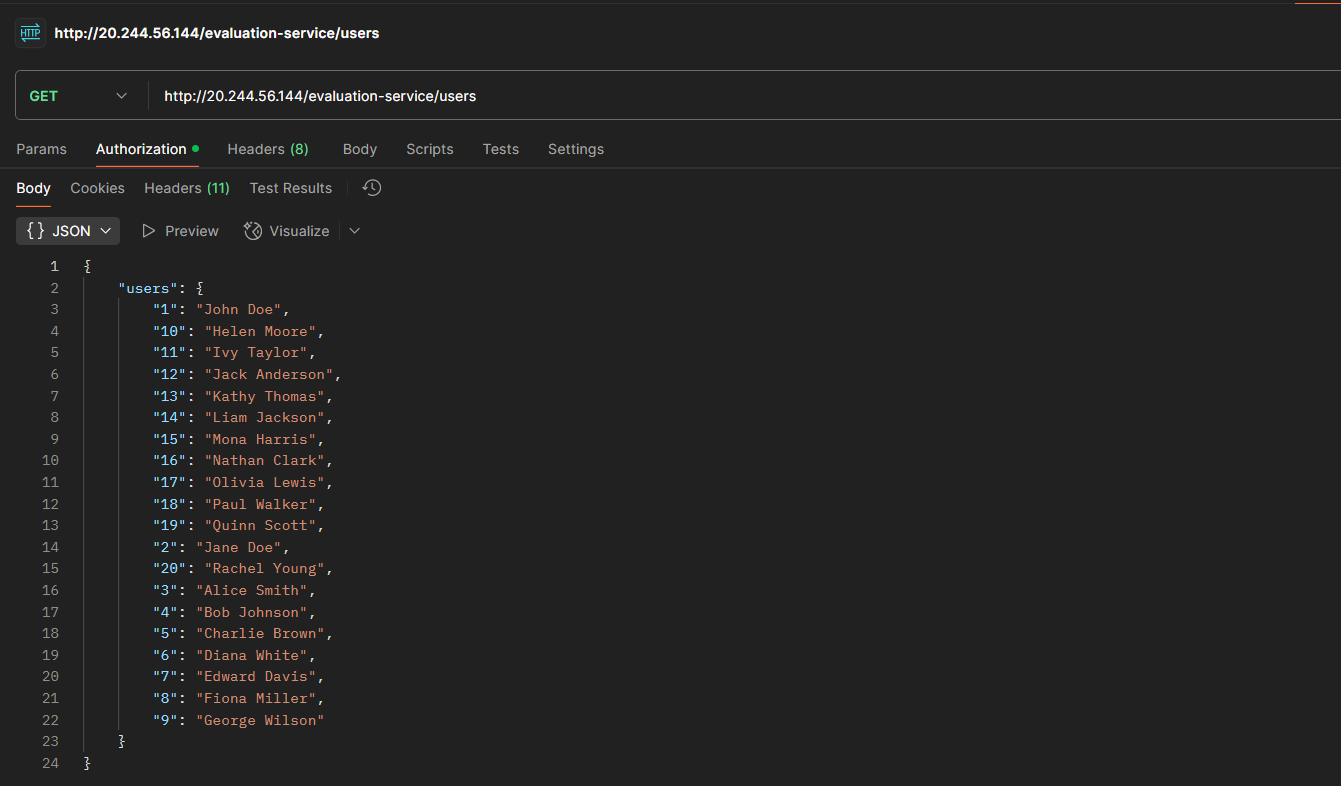 HTTP http://20.244.56.144/evaluation-service/users
GET http://20.244.56.144/evaluation-service/users
Params Authorization Headers (8) Body Scripts Tests Settings
Body Cookies Headers (11) Test Results
{} JSON Preview Visualize
1 {
2 "users": {
3 "1": "John Doe",
4 "10": "Helen Moore",
5 "11": "Ivy Taylor",
6 "12": "Jack Anderson",
7 "13": "Kathy Thomas",
8 "14": "Liam Jackson",
9 "15": "Mona Harris",
10 "16": "Nathan Clark",
11 "17": "Olivia Lewis",
12 "18": "Paul Walker",
13 "19": "Quinn Scott",
14 "2": "Jane Doe",
15 "20": "Rachel Young",
16 "3": "Alice Smith",
17 "4": "Bob Johnson",
18 "5": "Charlie Brown",
19 "6": "Diana White",
20 "7": "Edward Davis",
21 "8": "Fiona Miller",
22 "9": "George Wilson"
23 }
24 }